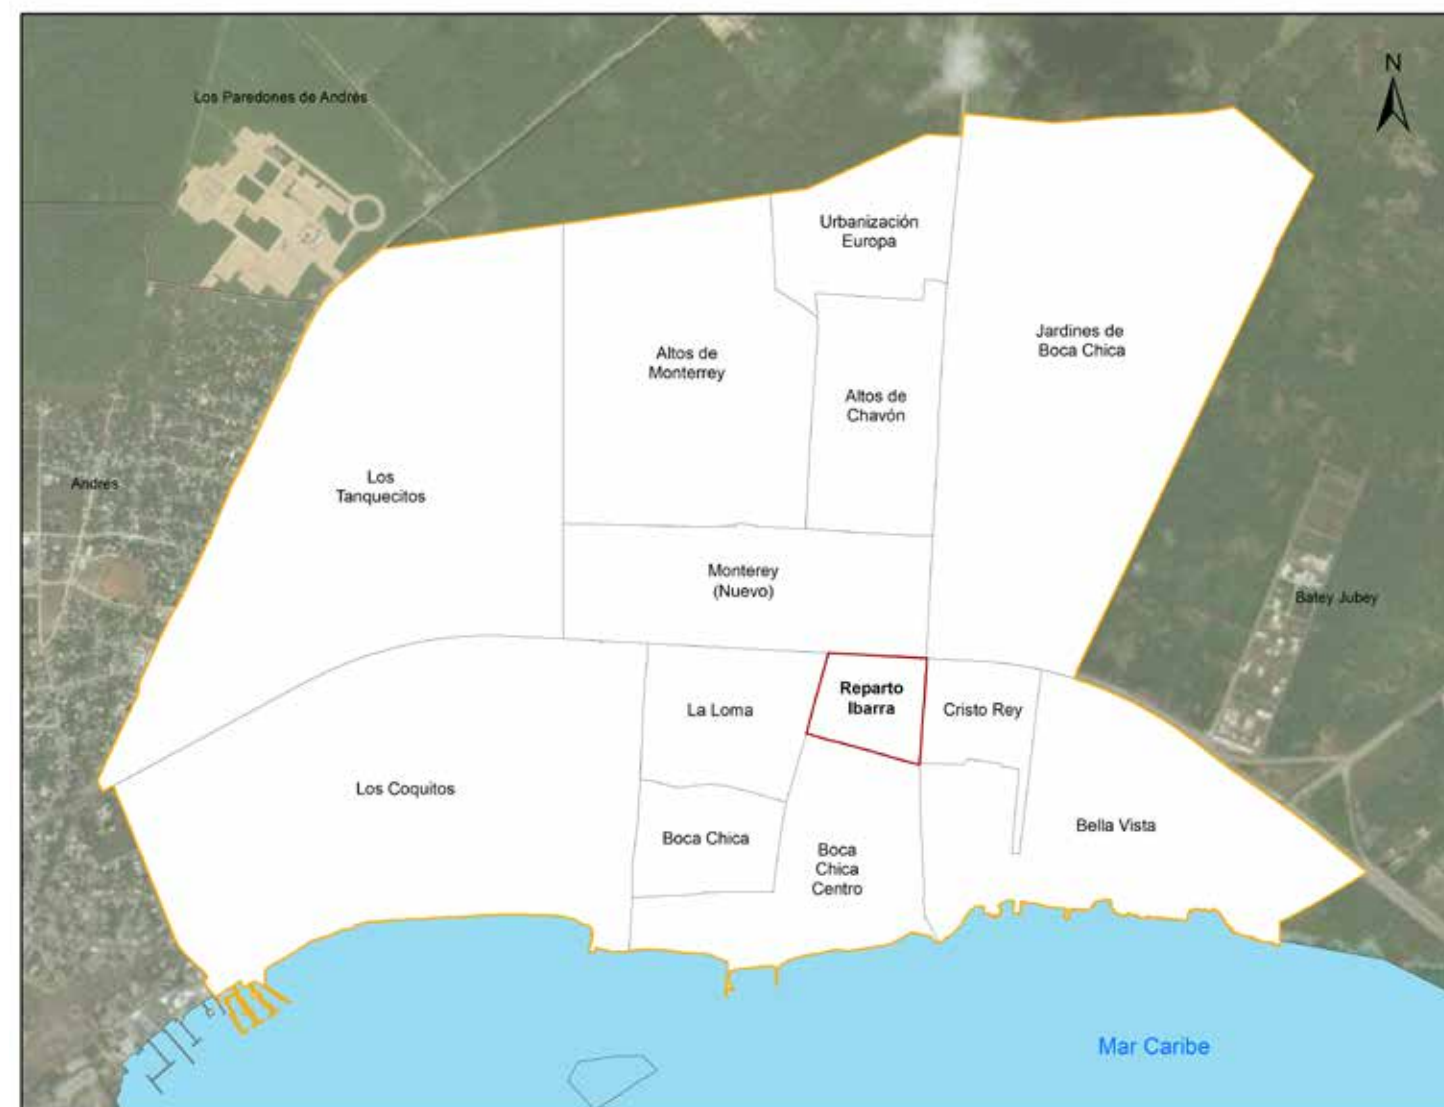 N
Los Paredones de Andrés
Urbanización
Europa
Jardines de
Boca Chica
Altos de
Monterrey
Altos de
Chavón
Los
Tanquecitos
Andrés
Monterey
(Nuevo)
Batey Jubey
Reparto
Ibarra
La Loma
Cristo Rey
Los Coquitos
Bella Vista
Boca Chica
Boca
Chica
Centro
Mar Caribe